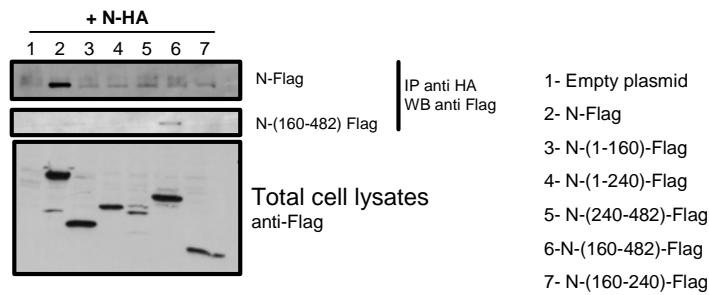 + N-HA
1 2 3 4 5 6 7
N-Flag
N-(160-482) Flag
IP anti HA
WB anti Flag
Total cell lysates
anti-Flag
1- Empty plasmid
2- N-Flag
3- N-(1-160)-Flag
4- N-(1-240)-Flag
5- N-(240-482)-Flag
6-N-(160-482)-Flag
7- N-(160-240)-Flag